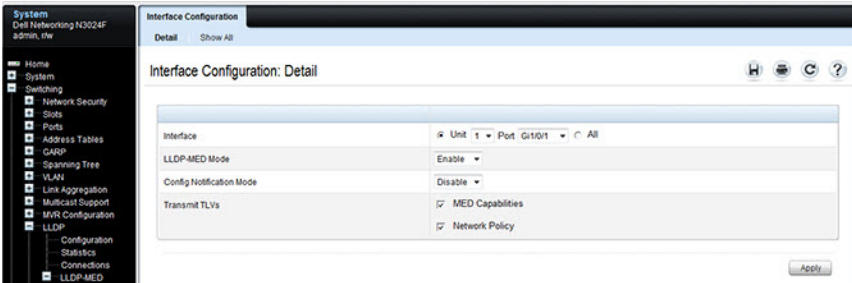 System
Dell Networking N3024F
admin, r/w
Home
System
Switching
Network Security
Slots
Ports
Address Tables
GARP
Spanning Tree
VLAN
Link Aggregation
Multicast Support
MVR Configuration
LLDP
Configuration
Statistics
Connections
LLDP-MED
Interface Configuration
Detail Show All
Interface Configuration: Detail
Interface Unit 1 Port Gi1/0/1 All
LLDP-MED Mode Enable
Config Notification Mode Disable
Transmit TLVs MED Capabilities
Network Policy
Apply